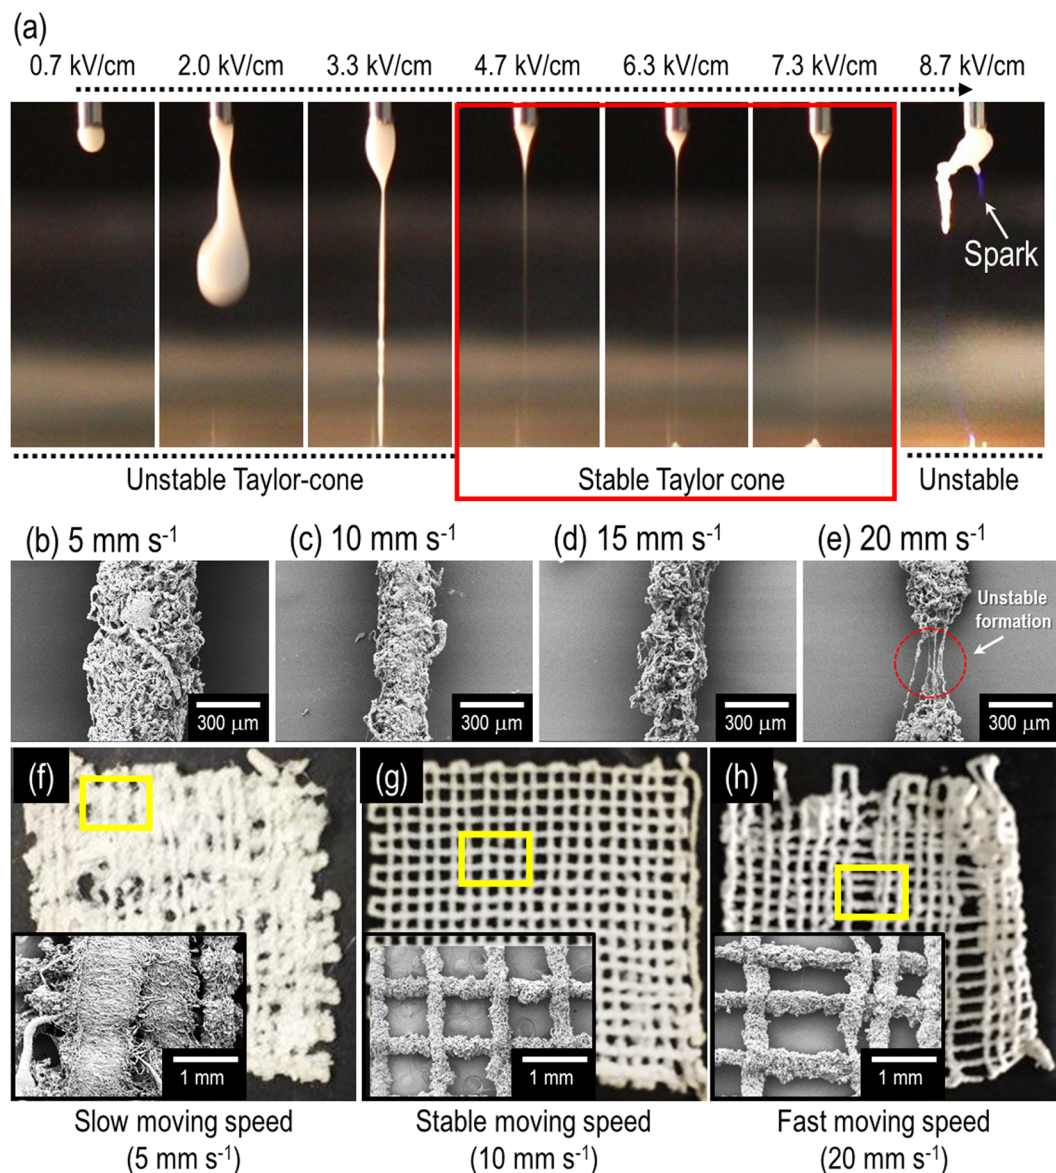 (a)
0.7 kV/cm 2.0 kV/cm 3.3 kV/cm 4.7 kV/cm 6.3 kV/cm 7.3 kV/cm 8.7 kV/cm
Spark
Unstable Taylor-cone Stable Taylor cone Unstable
(b) 5 mm s⁻¹ (c) 10 mm s⁻¹ (d) 15 mm s⁻¹ (e) 20 mm s⁻¹
Unstable
formation
300 μm 300 μm 300 μm 300 μm
(f) (g) (h)
1 mm 1 mm 1 mm
Slow moving speed Stable moving speed Fast moving speed
(5 mm s⁻¹) (10 mm s⁻¹) (20 mm s⁻¹)